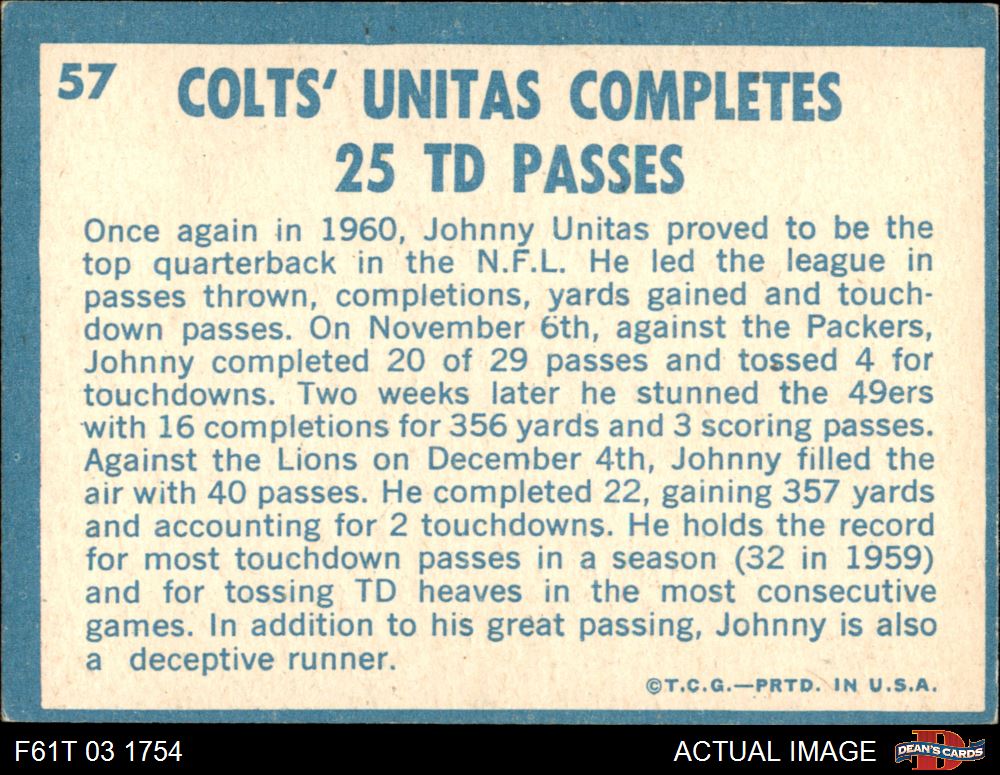 57
COLTS' UNITAS COMPLETES
25 TD PASSES
Once again in 1960, Johnny Unitas proved to be the
top quarterback in the N.F.L. He led the league in
passes thrown, completions, yards gained and touch-
down passes. On November 6th, against the Packers,
Johnny completed 20 of 29 passes and tossed 4 for
touchdowns. Two weeks later he stunned the 49ers
with 16 completions for 356 yards and 3 scoring passes.
Against the Lions on December 4th, Johnny filled the
air with 40 passes. He completed 22, gaining 357 yards
and accounting for 2 touchdowns. He holds the record
for most touchdown passes in a season (32 in 1959)
and for tossing TD heaves in the most consecutive
games. In addition to his great passing, Johnny is also
a deceptive runner.
©T.C.G.—PRTD. IN U.S.A.
F61T 03 1754
ACTUAL IMAGE
D
DEAN'S CARDS